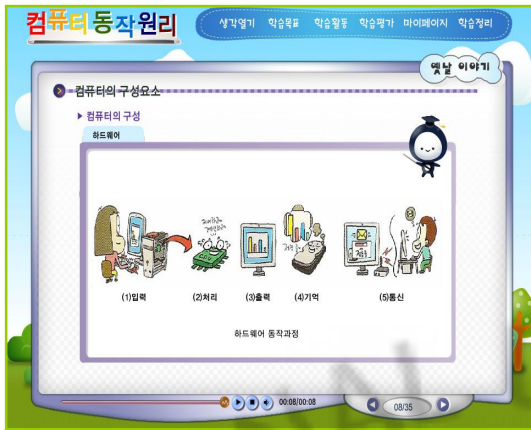 컴퓨터동작원리
생각열기 학습목표 학습활동 학습평가 마이페이지 학습정리
옛날 이야기
컴퓨터의 구성요소
컴퓨터의 구성
하드웨어
(1)입력 (2)처리 (3)출력 (4)기억 (5)통신
하드웨어 동작과정
00:08/00:08
08/35